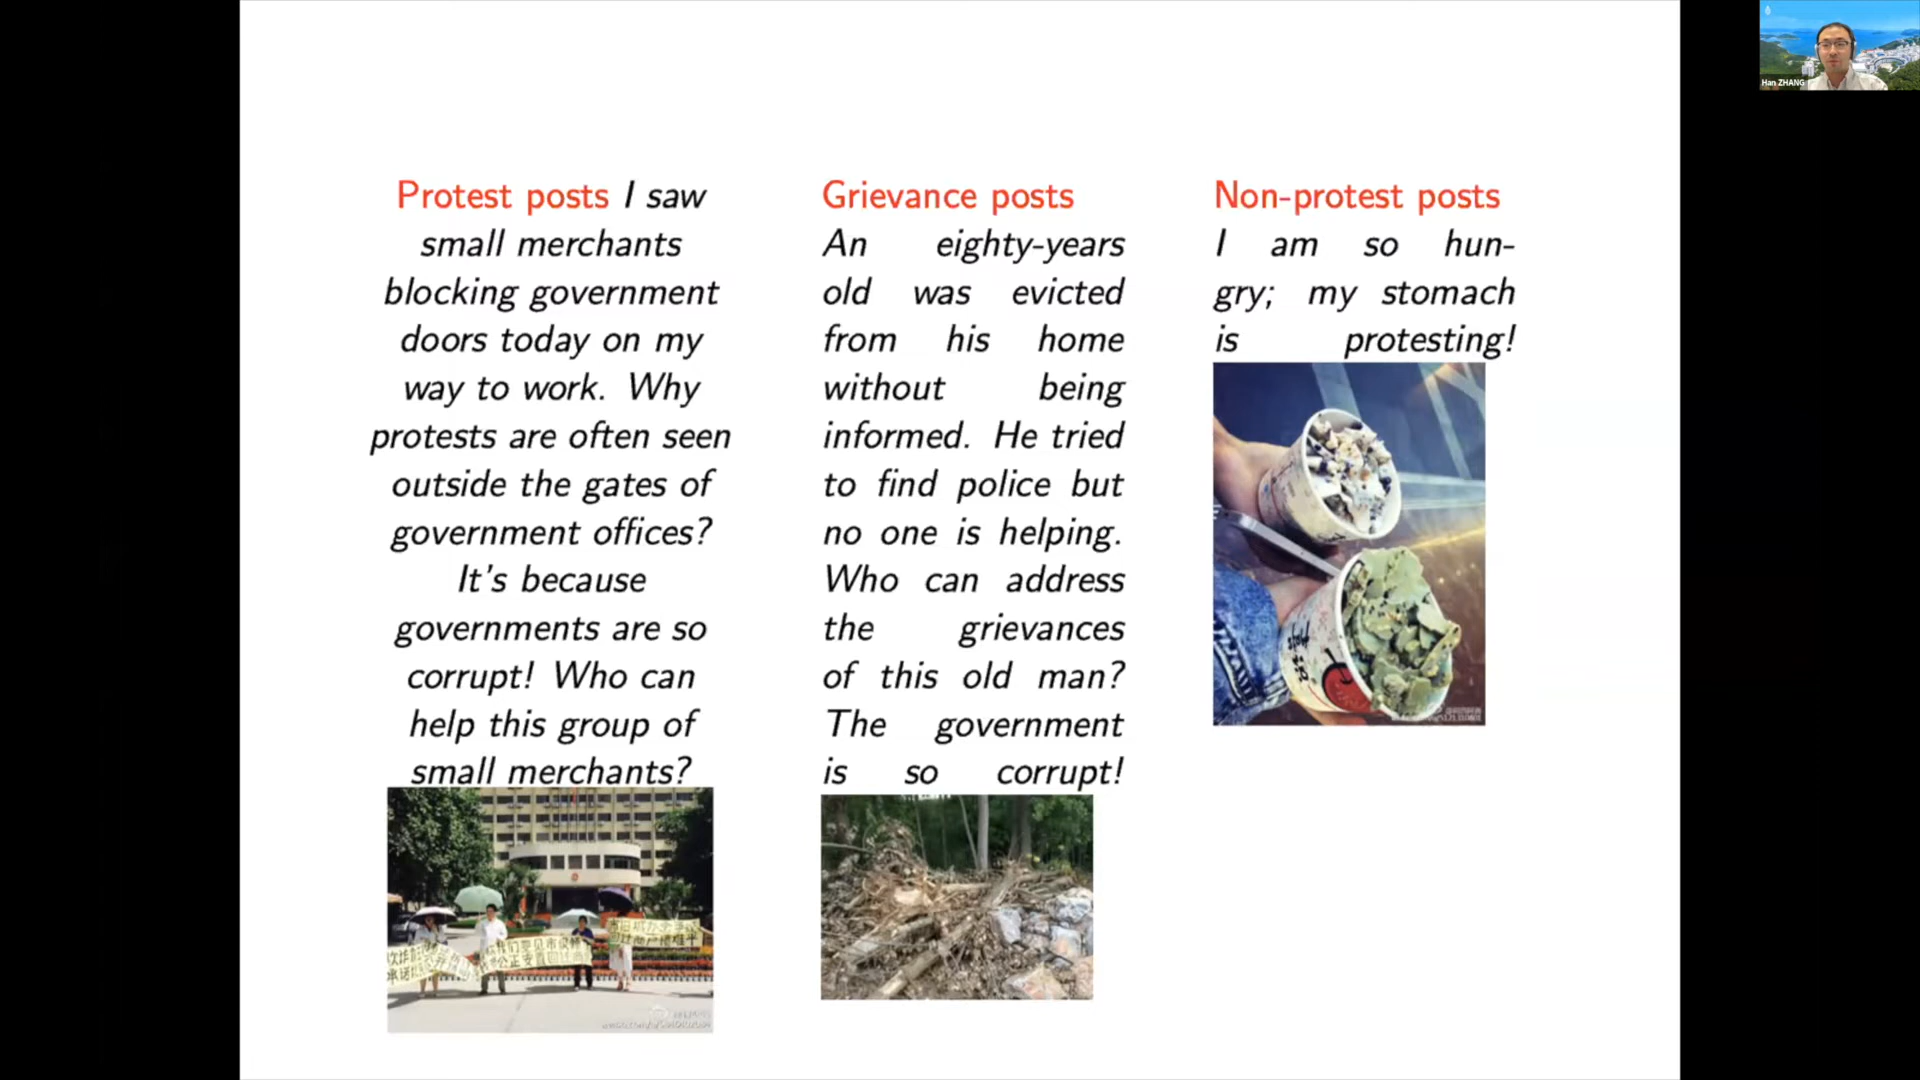 Protest posts I saw
small merchants
blocking government
doors today on my
way to work. Why
protests are often seen
outside the gates of
government offices?
It's because
governments are so
corrupt! Who can
help this group of
small merchants?
Grievance posts
An eighty-years
old was evicted
from his home
without being
informed. He tried
to find police but
no one is helping.
Who can address
the grievances
of this old man?
The government
is so corrupt!
Non-protest posts
I am so hun-
gry; my stomach
is protesting!
Han ZHANG